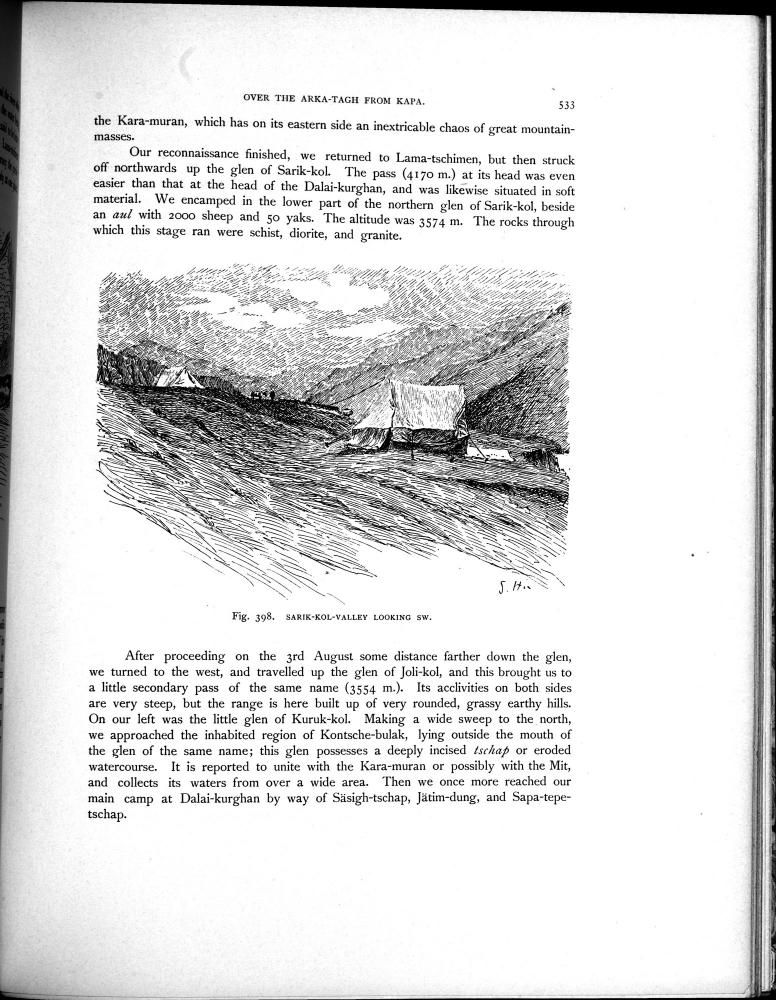 OVER THE ARKA-TAGH FROM KAPA.
533
the Kara-muran, which has on its eastern side an inextricable chaos of great mountain-
masses.
Our reconnaissance finished, we returned to Lama-tschimen, but then struck
off northwards up the glen of Sarik-kol. The pass (4170 m.) at its head was even
easier than that at the head of the Dalai-kurghan, and was likewise situated in soft
material. We encamped in the lower part of the northern glen of Sarik-kol, beside
an aul with 2000 sheep and 50 yaks. The altitude was 3574 m. The rocks through
which this stage ran were schist, diorite, and granite.
Fig. 398. SARIK-KOL-VALLEY LOOKING SW.
After proceeding on the 3rd August some distance farther down the glen,
we turned to the west, and travelled up the glen of Joli-kol, and this brought us to
a little secondary pass of the same name (3554 m.). Its acclivities on both sides
are very steep, but the range is here built up of very rounded, grassy earthy hills.
On our left was the little glen of Kuruk-kol. Making a wide sweep to the north,
we approached the inhabited region of Kontsche-bulak, lying outside the mouth of
the glen of the same name; this glen possesses a deeply incised tschap or eroded
watercourse. It is reported to unite with the Kara-muran or possibly with the Mit,
and collects its waters from over a wide area. Then we once more reached our
main camp at Dalai-kurghan by way of Säsigh-tschap, Jätim-dung, and Sapa-tepe-
tschap.